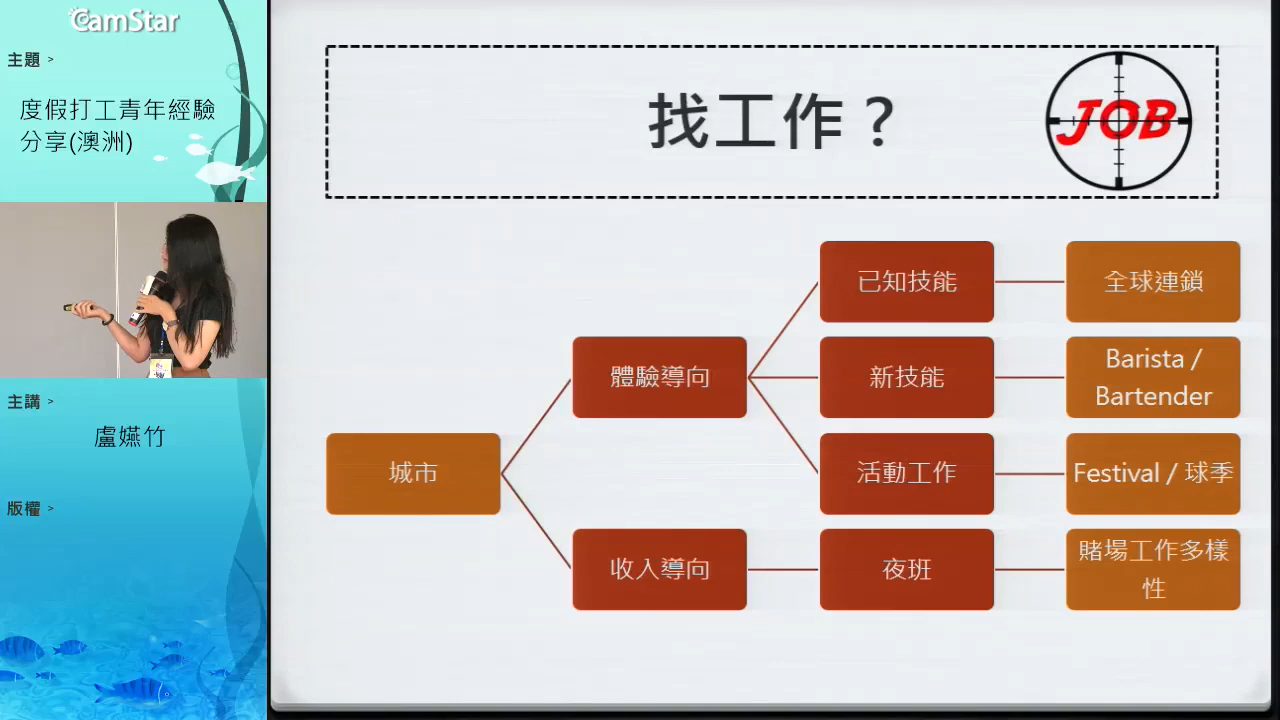 CamStar
主題 >
度假打工青年經驗
分享(澳洲)
主講 >
盧嬿竹
版權 >
找工作？
JOB
城市
體驗導向
收入導向
已知技能
全球連鎖
新技能
Barista /
Bartender
活動工作
Festival / 球季
夜班
賭場工作多樣
性